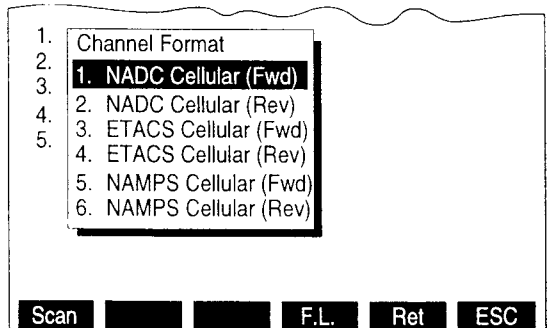 1.
2.
3.
4.
5.
Channel Format
1. NADC Cellular (Fwd)
2. NADC Cellular (Rev)
3. ETACS Cellular (Fwd)
4. ETACS Cellular (Rev)
5. NAMPS Cellular (Fwd)
6. NAMPS Cellular (Rev)
Scan F.L. Ret ESC